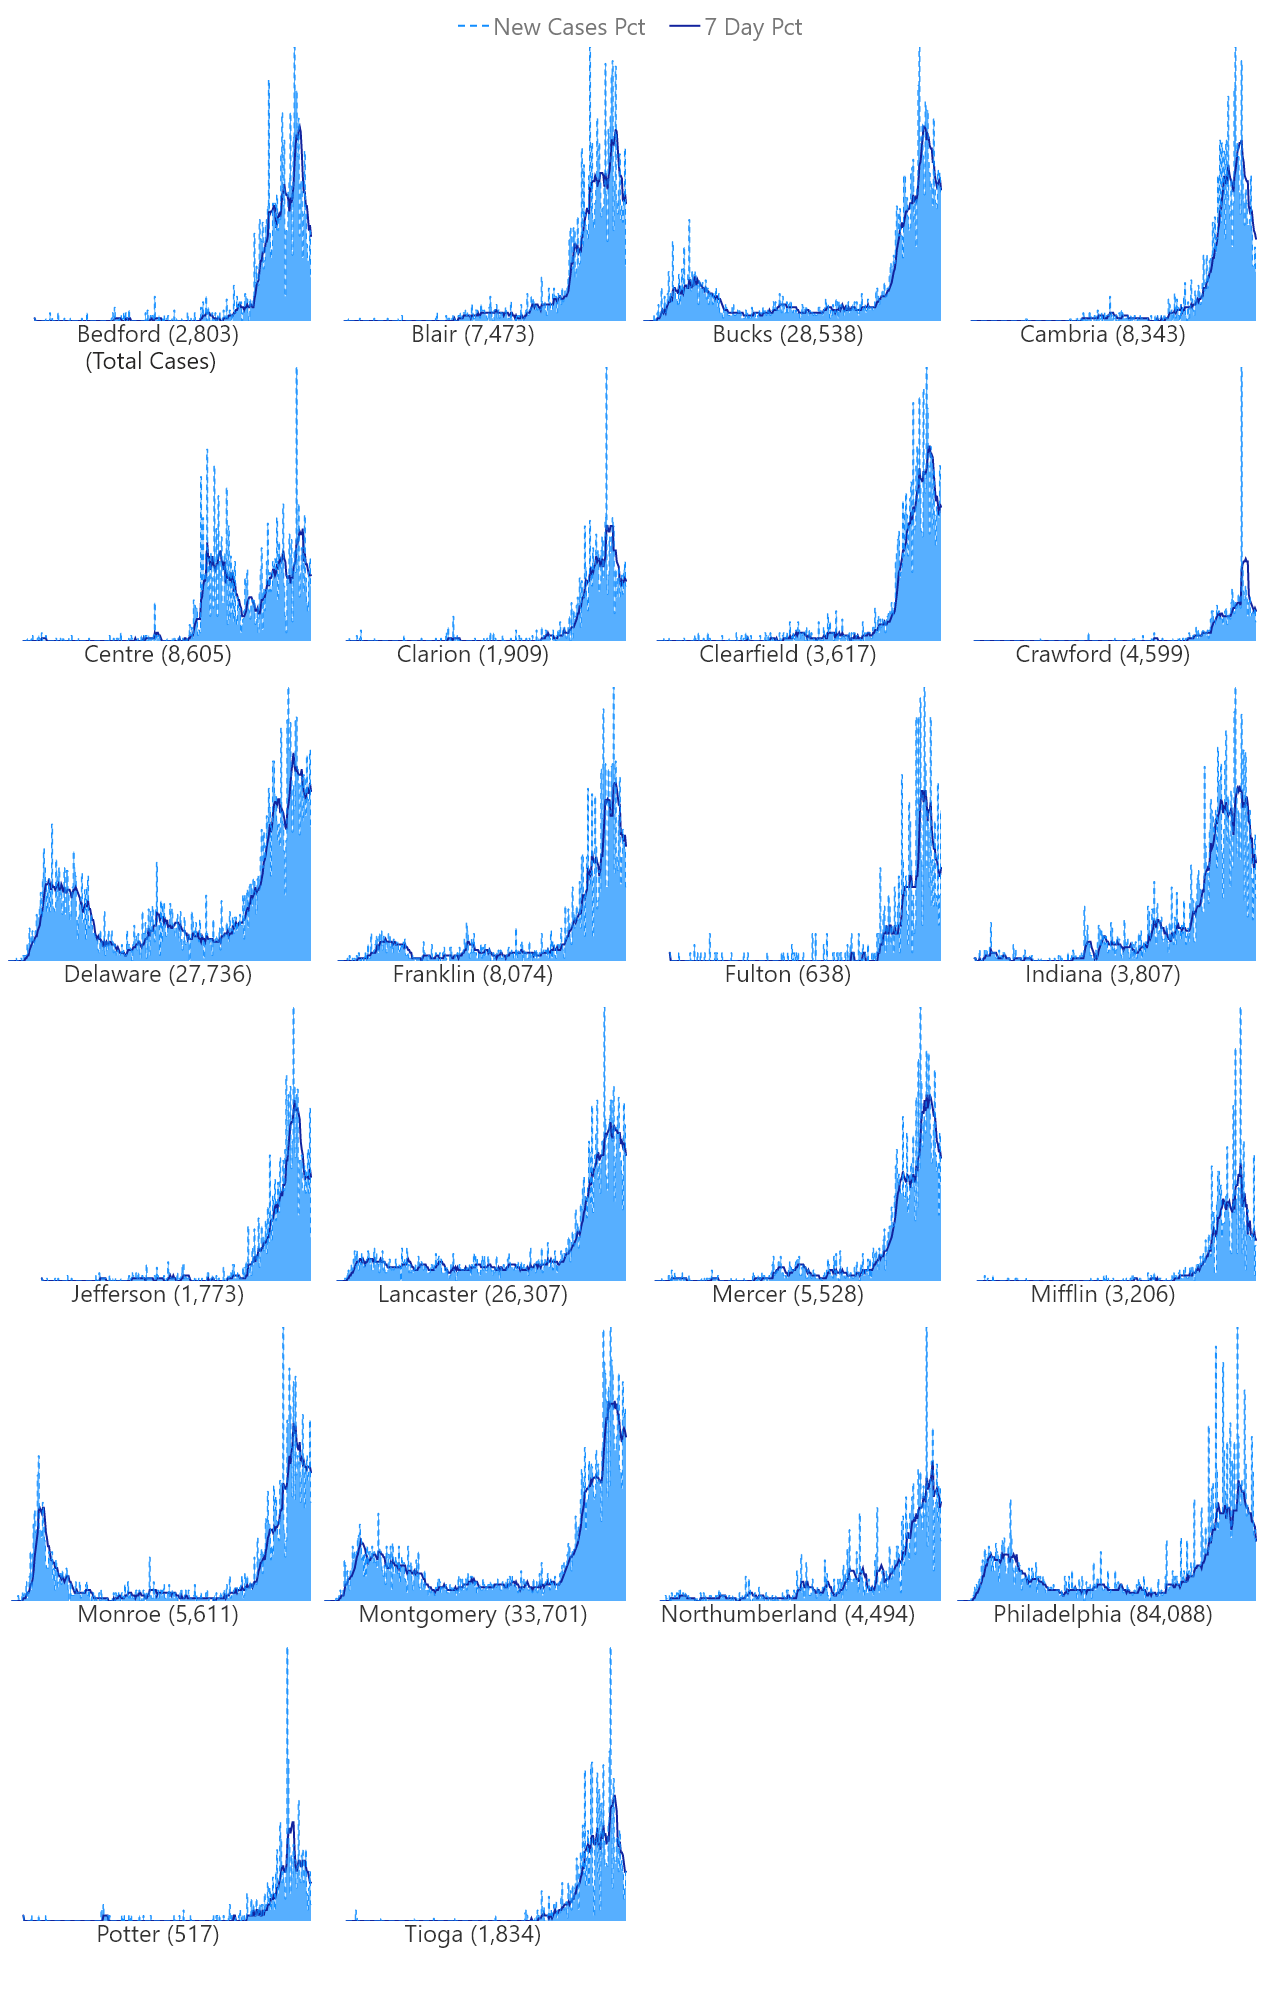 New Cases Pct 7 Day Pct
Bedford (2,803) Blair (7,473) Bucks (28,538) Cambria (8,343)
(Total Cases)
Centre (8,605) Clarion (1,909) Clearfield (3,617) Crawford (4,599)
Delaware (27,736) Franklin (8,074) Fulton (638) Indiana (3,807)
Jefferson (1,773) Lancaster (26,307) Mercer (5,528) Mifflin (3,206)
Monroe (5,611) Montgomery (33,701) Northumberland (4,494) Philadelphia (84,088)
Potter (517) Tioga (1,834)